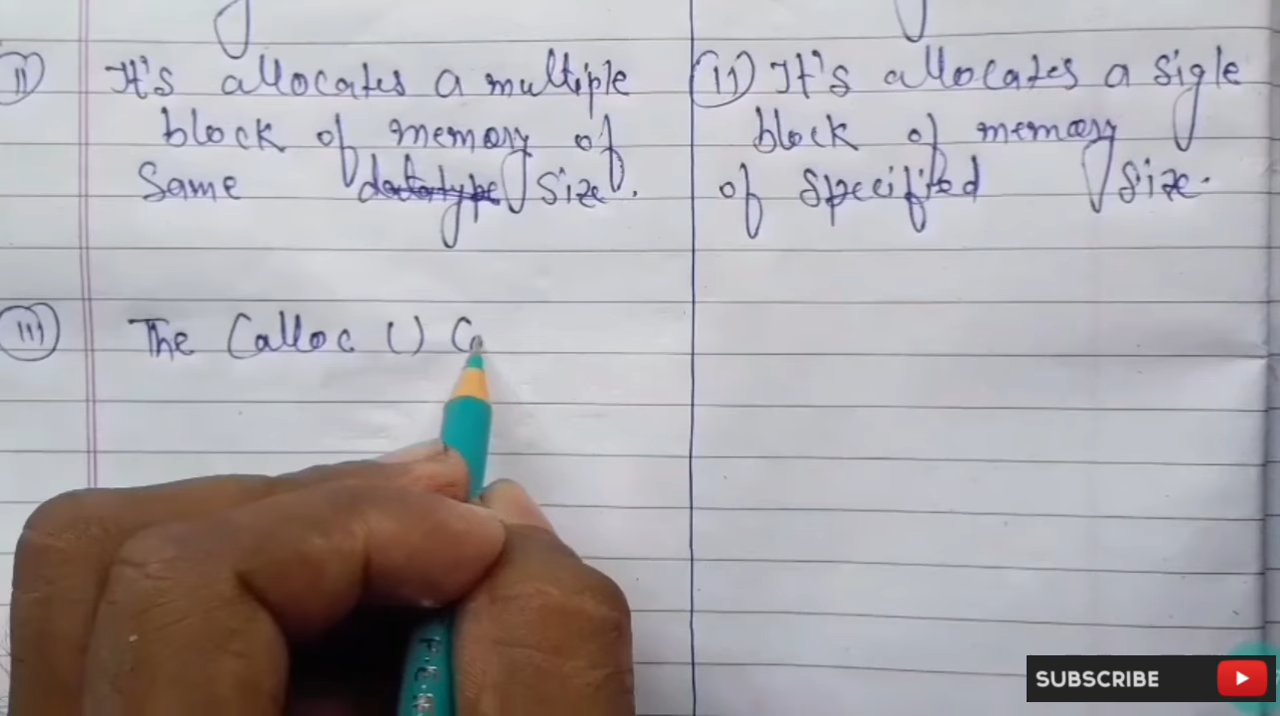 II) It's allocates a multiple
block of memory of
Same datatype size.
(II) It's allocates a sigle
block of memory
of specified size.
III) The Calloc () C
SUBSCRIBE